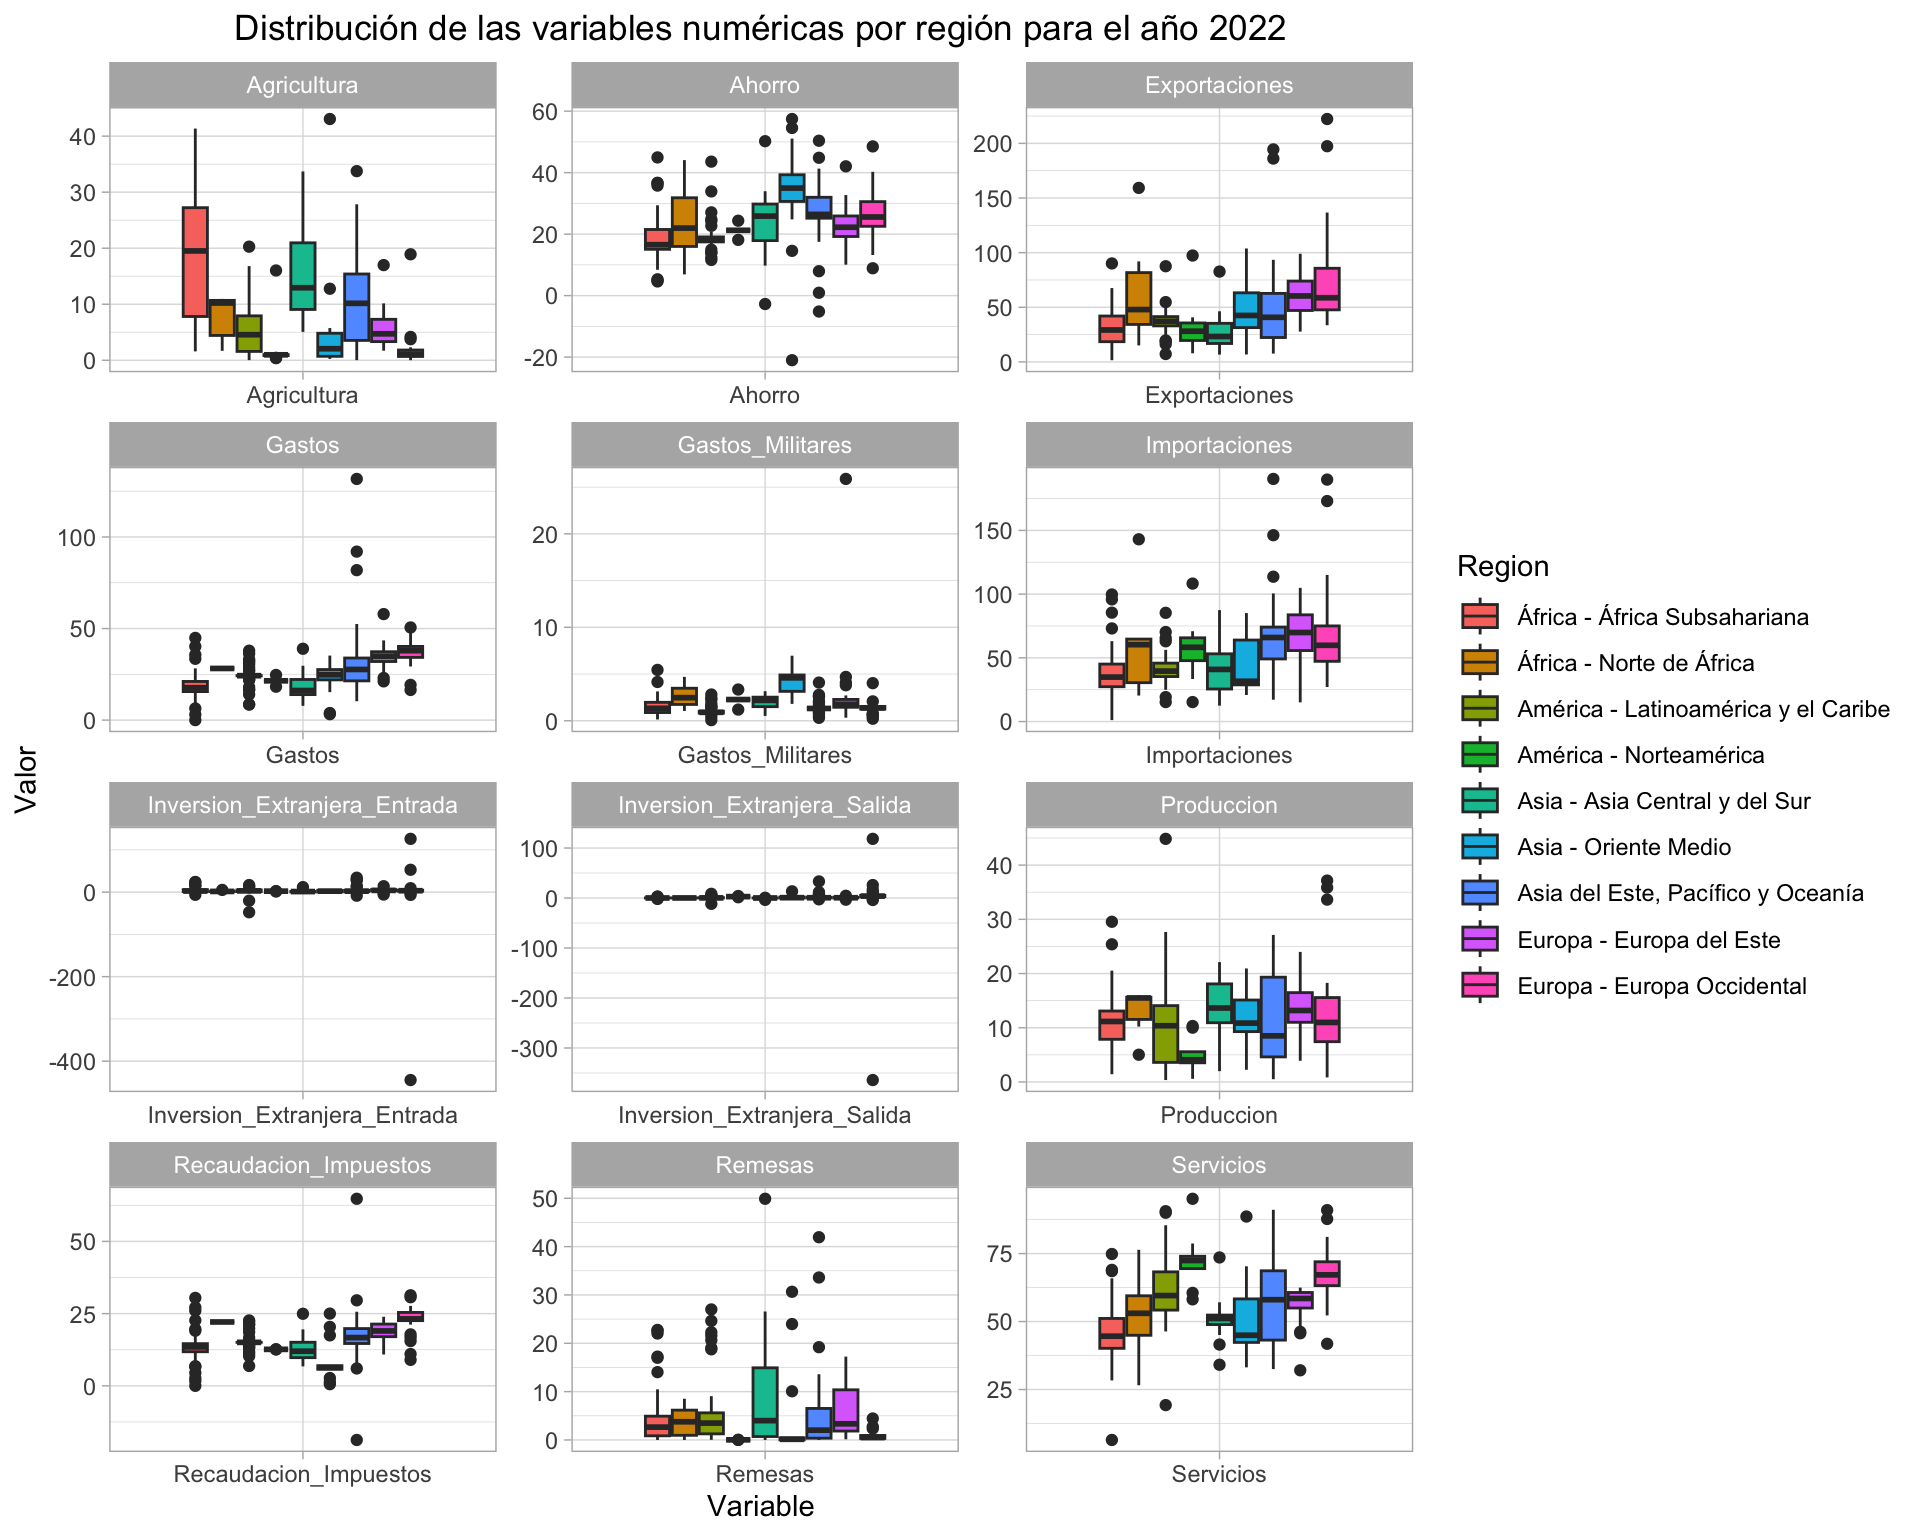 Distribución de las variables numéricas por región para el año 2022
Agricultura
Ahorro
Exportaciones
40
30
20
10
0
60
40
20
0
-20
200
150
100
50
0
Agricultura
Ahorro
Exportaciones
Gastos
Gastos_Militares
Importaciones
100
50
0
20
10
0
150
100
50
0
Gastos
Gastos_Militares
Importaciones
Inversion_Extranjera_Entrada
Inversion_Extranjera_Salida
Produccion
0
-200
-400
100
0
-100
-200
-300
40
30
20
10
0
Inversion_Extranjera_Entrada
Inversion_Extranjera_Salida
Produccion
Recaudacion_Impuestos
Remesas
Servicios
50
25
0
50
40
30
20
10
0
75
50
25
Recaudacion_Impuestos
Remesas
Servicios
Valor
Variable
Region
África - África Subsahariana
África - Norte de África
América - Latinoamérica y el Caribe
América - Norteamérica
Asia - Asia Central y del Sur
Asia - Oriente Medio
Asia del Este, Pacífico y Oceanía
Europa - Europa del Este
Europa - Europa Occidental